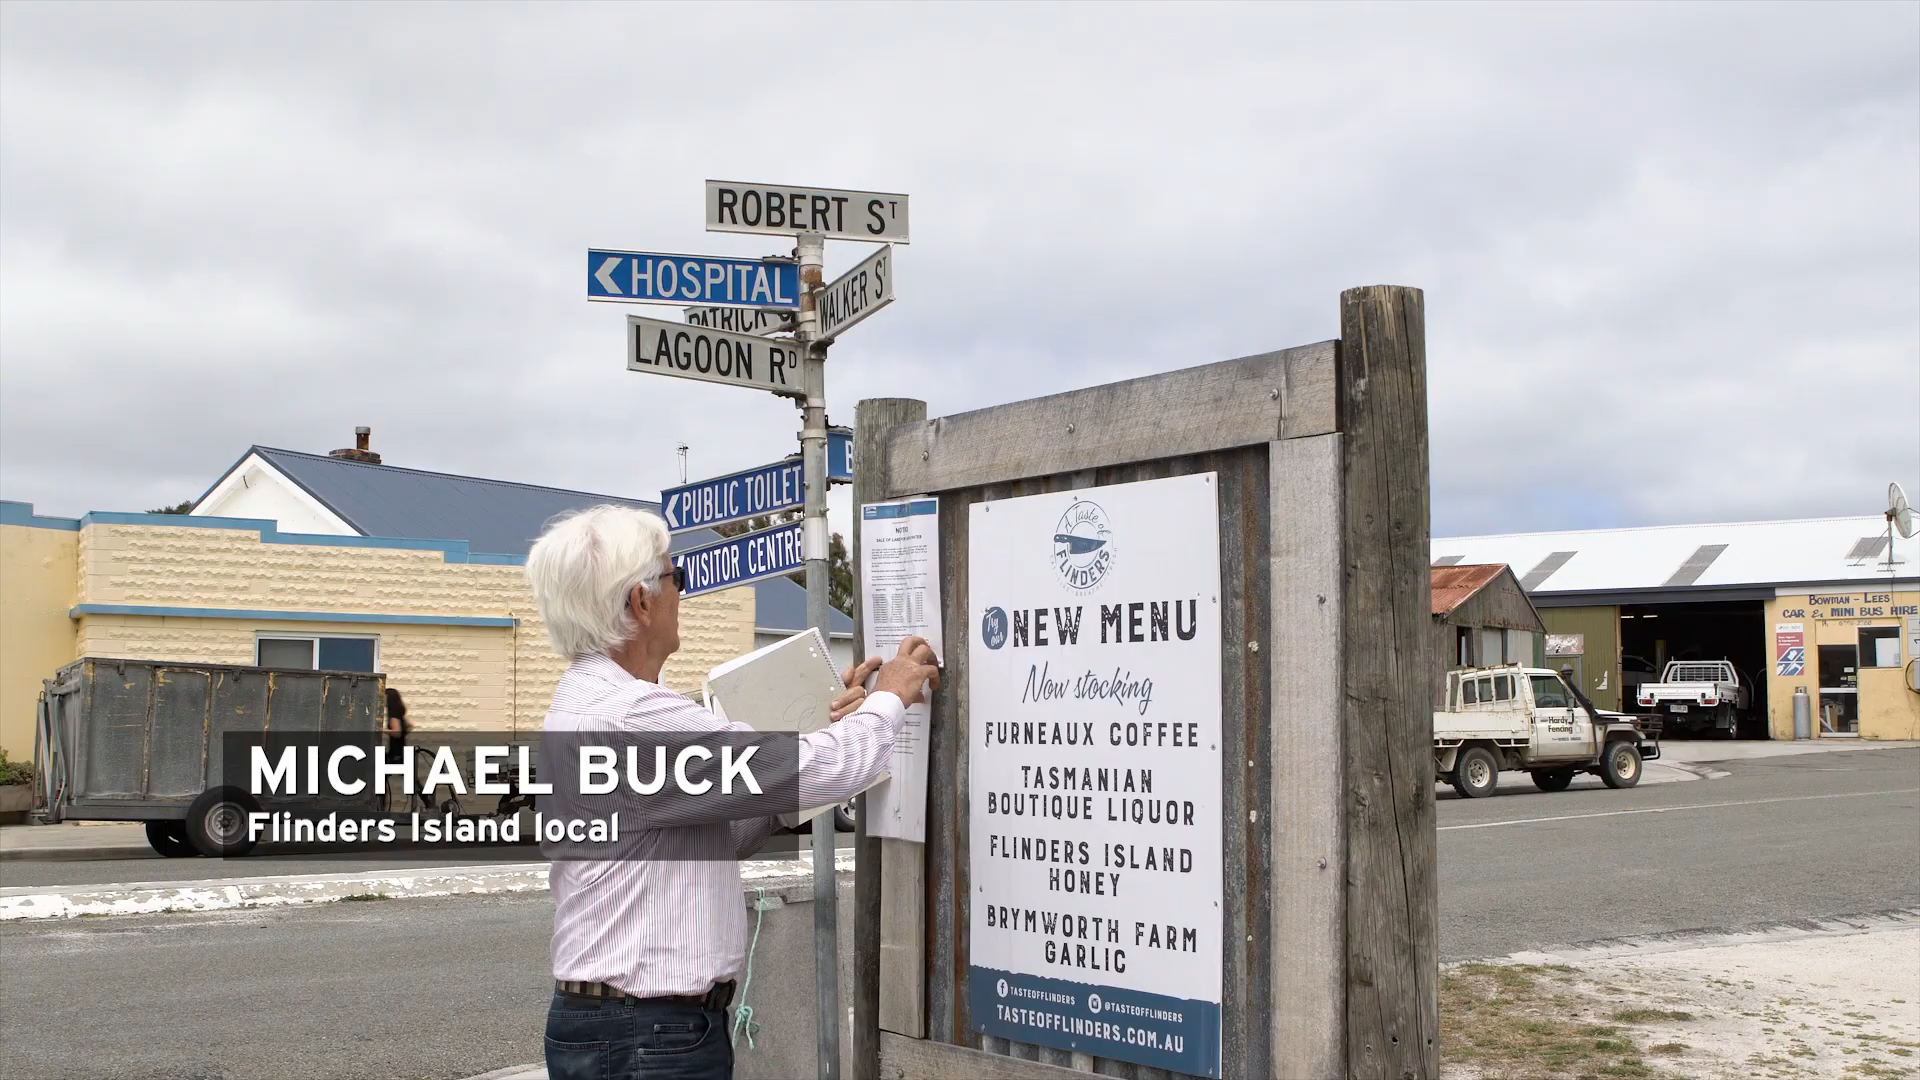 ROBERT ST
HOSPITAL
WALKER ST
PATRICK
LAGOON RD
PUBLIC TOILET
VISITOR CENTRE
NOTICE
A Taste of
FLINDERS
Try our
NEW MENU
Now stocking
FURNEAUX COFFEE
TASMANIAN
BOUTIQUE LIQUOR
FLINDERS ISLAND
HONEY
BRYMWORTH FARM
GARLIC
TASTEOFFLINDERS
@TASTEOFFLINDERS
TASTEOFFLINDERS.COM.AU
BOWMAN - LEES
CAR & MINI BUS HIRE
Hardy
Fencing
MICHAEL BUCK
Flinders Island local